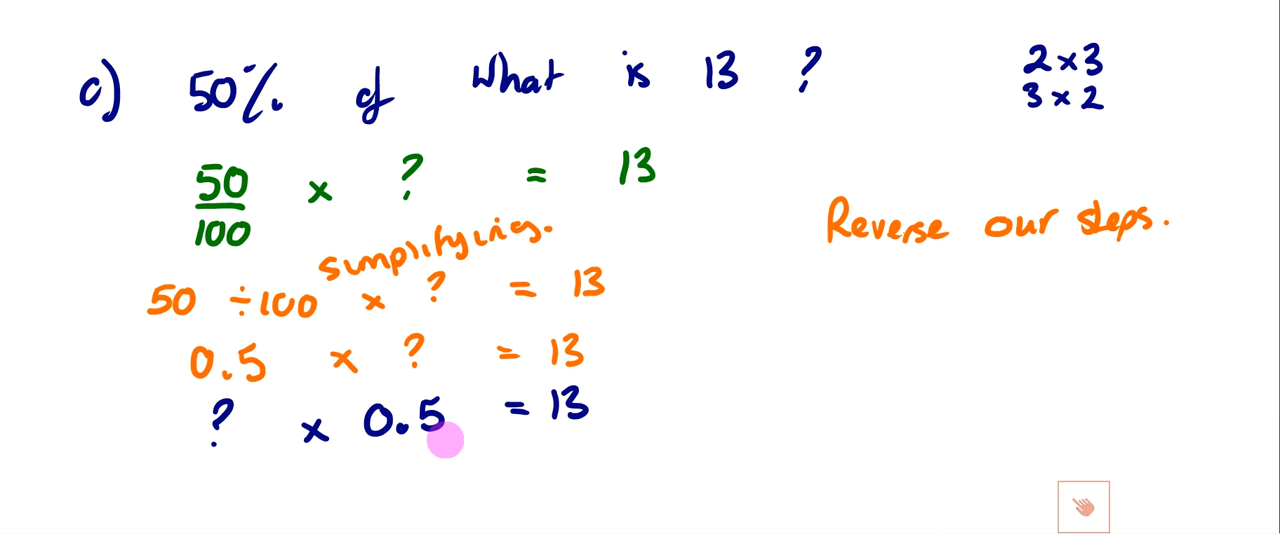 c) 50% of what is 13 ?
2 x 3
3 x 2
50/100 x ? = 13
Reverse our steps.
simplifying.
50 ÷ 100 x ? = 13
0.5 x ? = 13
? x 0.5 = 13